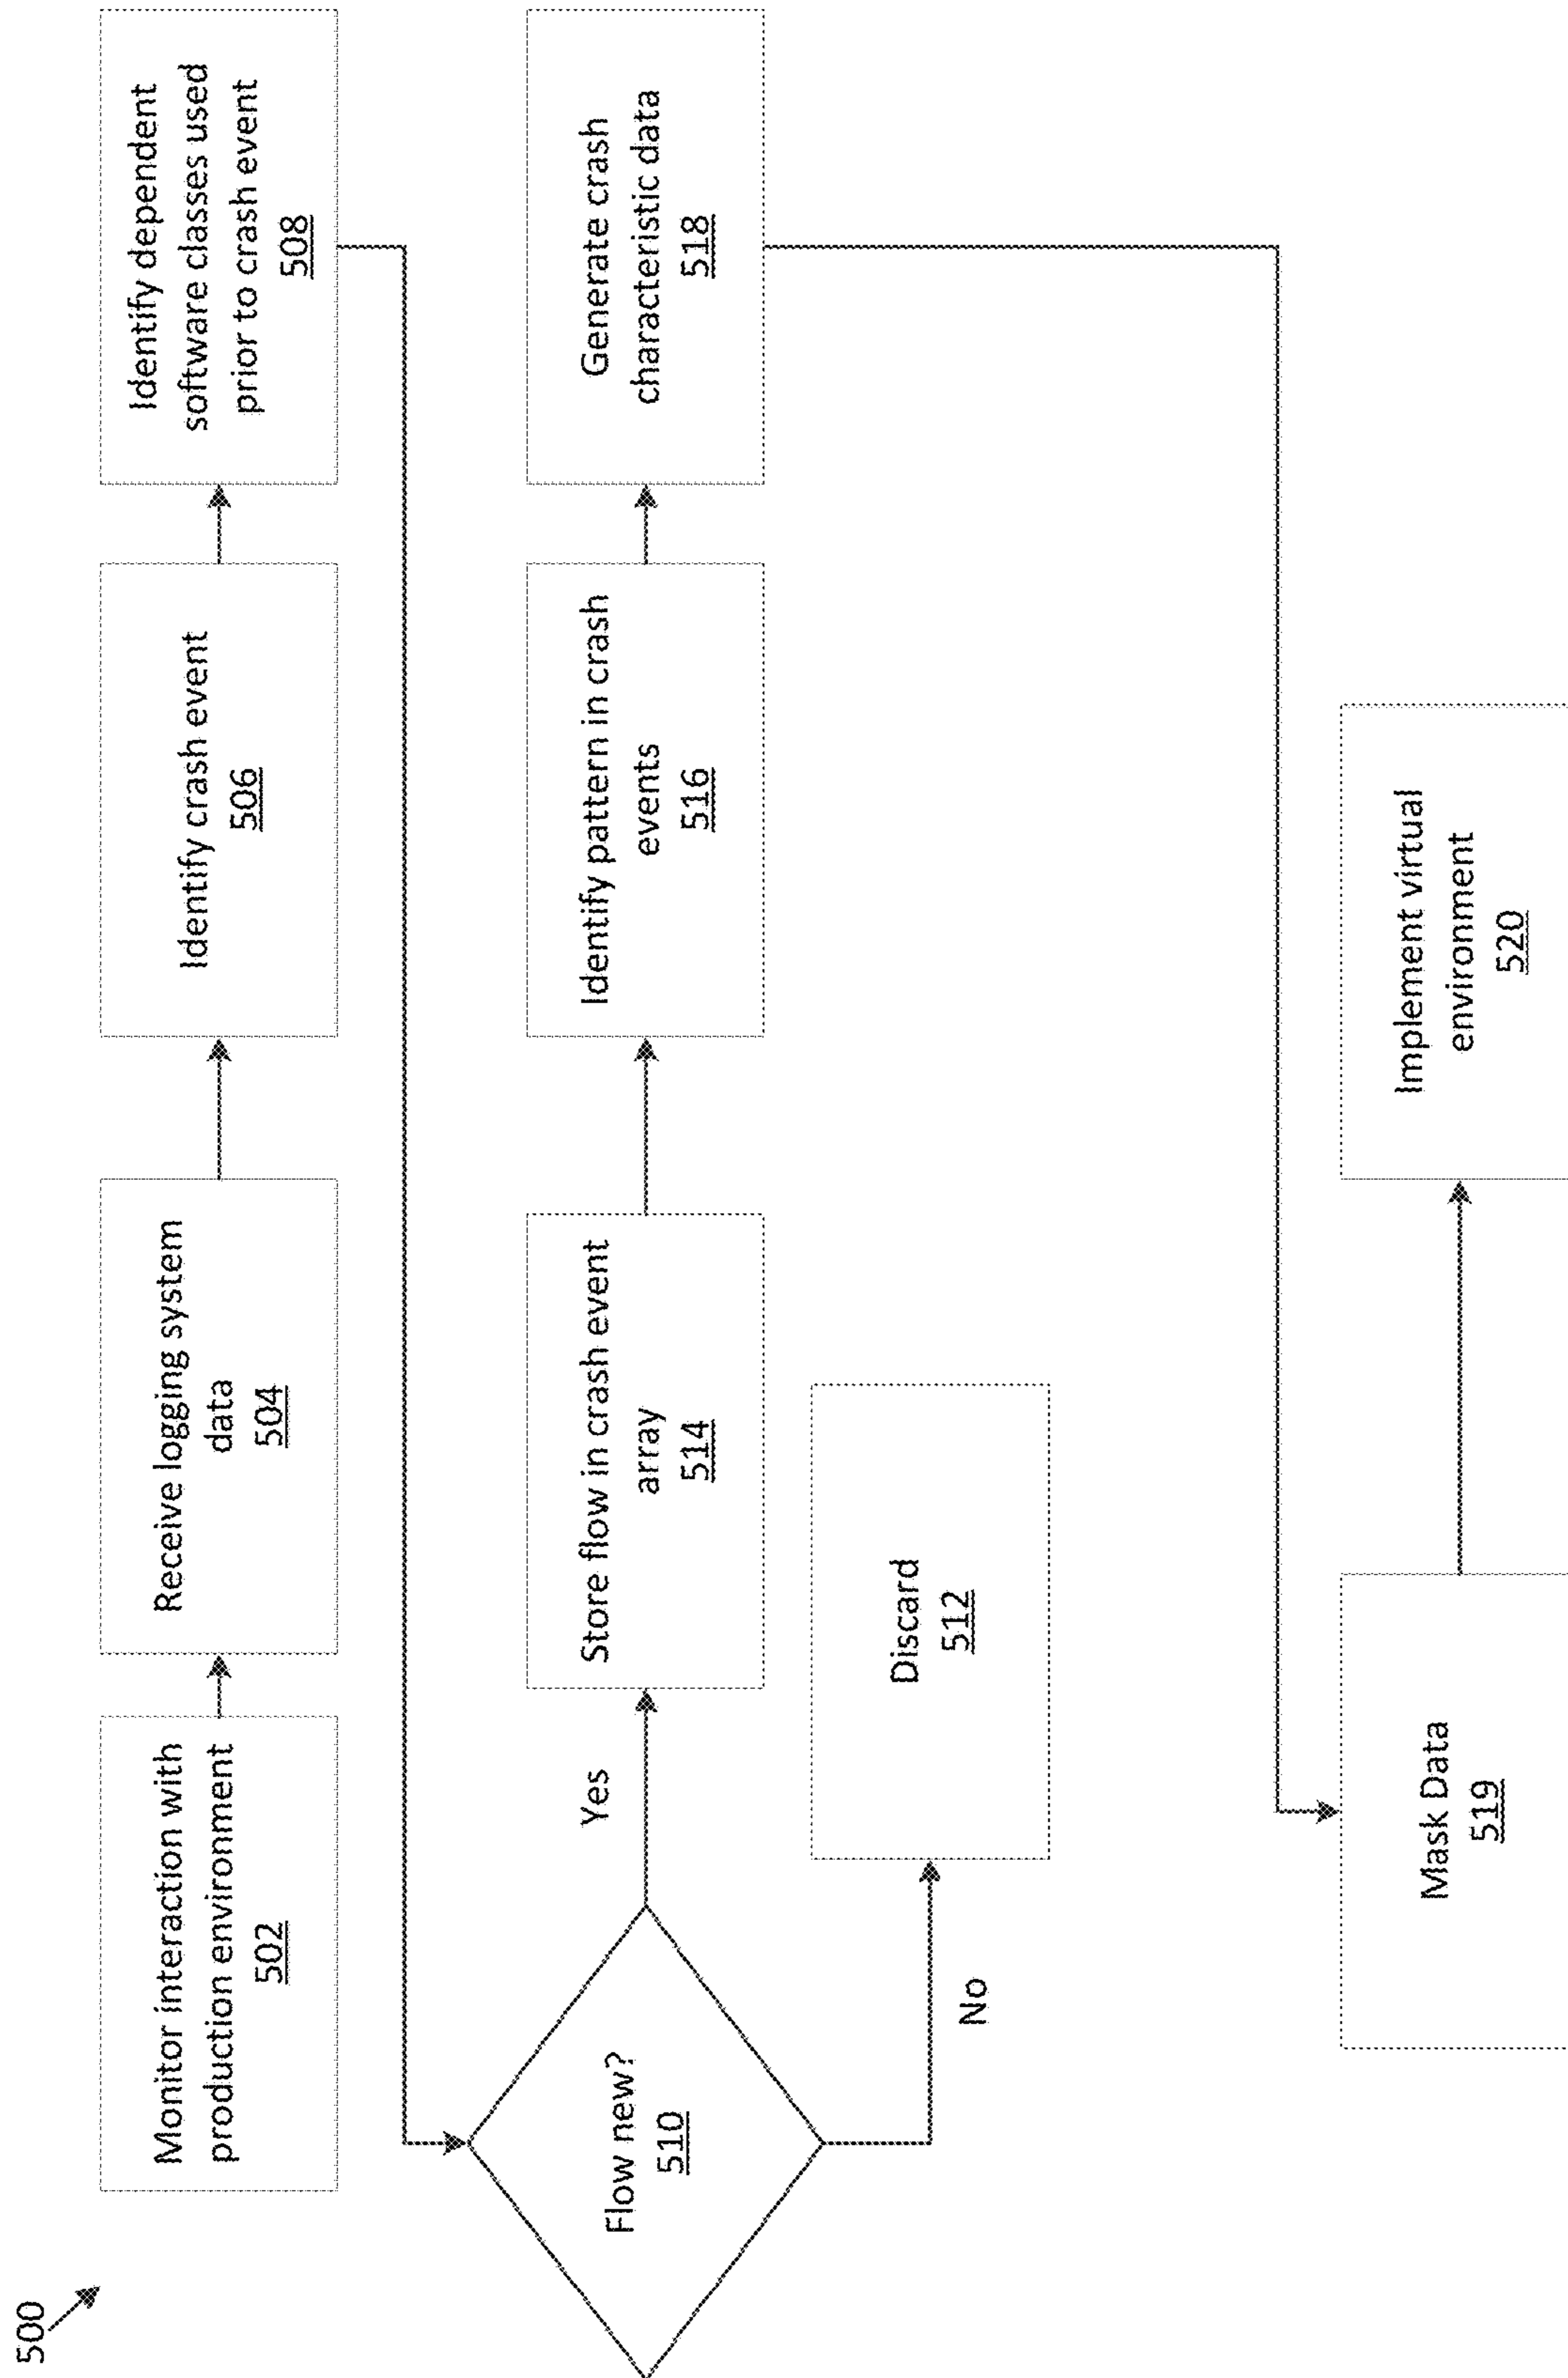 500
Monitor interaction with
production environment
502
Receive logging system
data
504
Identify crash event
506
Identify dependent
software classes used
prior to crash event
508
Flow new?
510
Yes
No
Store flow in crash event
array
514
Identify pattern in crash
events
516
Generate crash
characteristic data
518
Discard
512
Mask Data
519
Implement virtual
environment
520